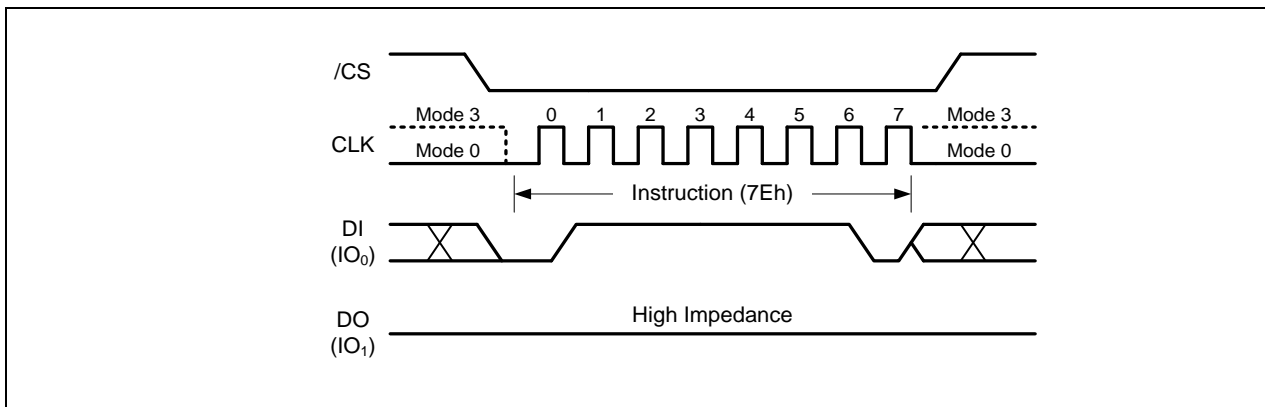 /CS
Mode 3 0 1 2 3 4 5 6 7 Mode 3
CLK
Mode 0 Mode 0
Instruction (7Eh)
DI
(IO₀)
High Impedance
DO
(IO₁)